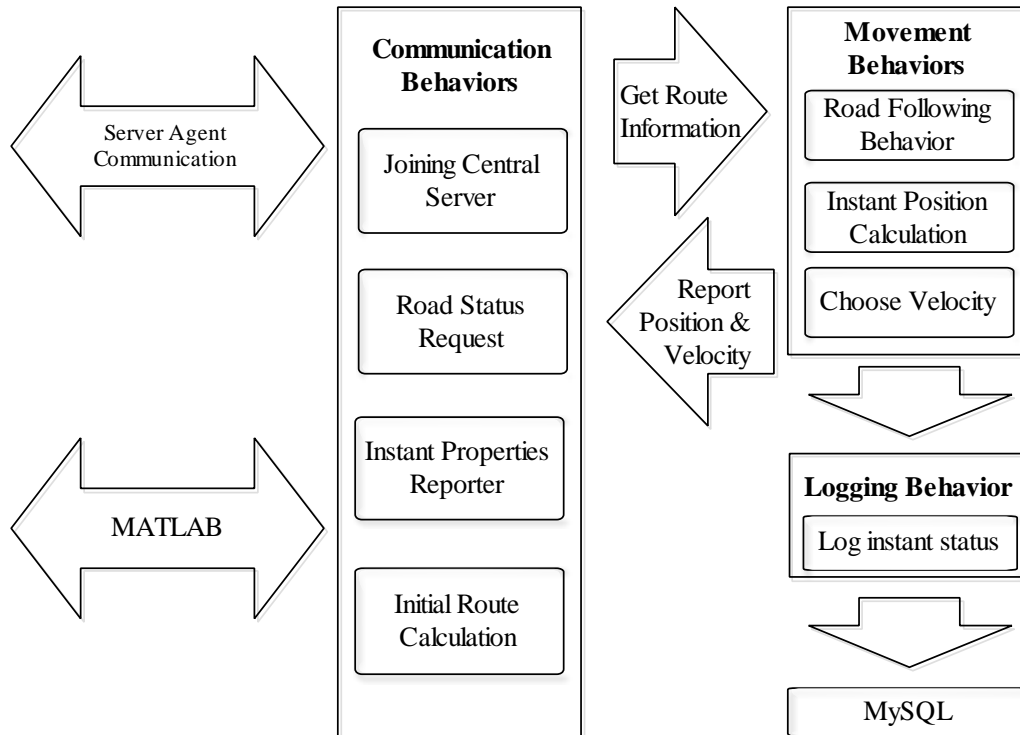 Server Agent
Communication
MATLAB
Communication
Behaviors
Joining Central
Server
Road Status
Request
Instant Properties
Reporter
Initial Route
Calculation
Get Route
Information
Report
Position &
Velocity
Movement
Behaviors
Road Following
Behavior
Instant Position
Calculation
Choose Velocity
Logging Behavior
Log instant status
MySQL